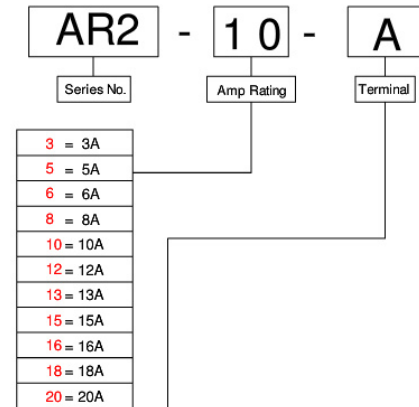 AR2 - 10 - A
Series No. Amp Rating Terminal
3 = 3A
5 = 5A
6 = 6A
8 = 8A
10 = 10A
12 = 12A
13 = 13A
15 = 15A
16 = 16A
18 = 18A
20 = 20A